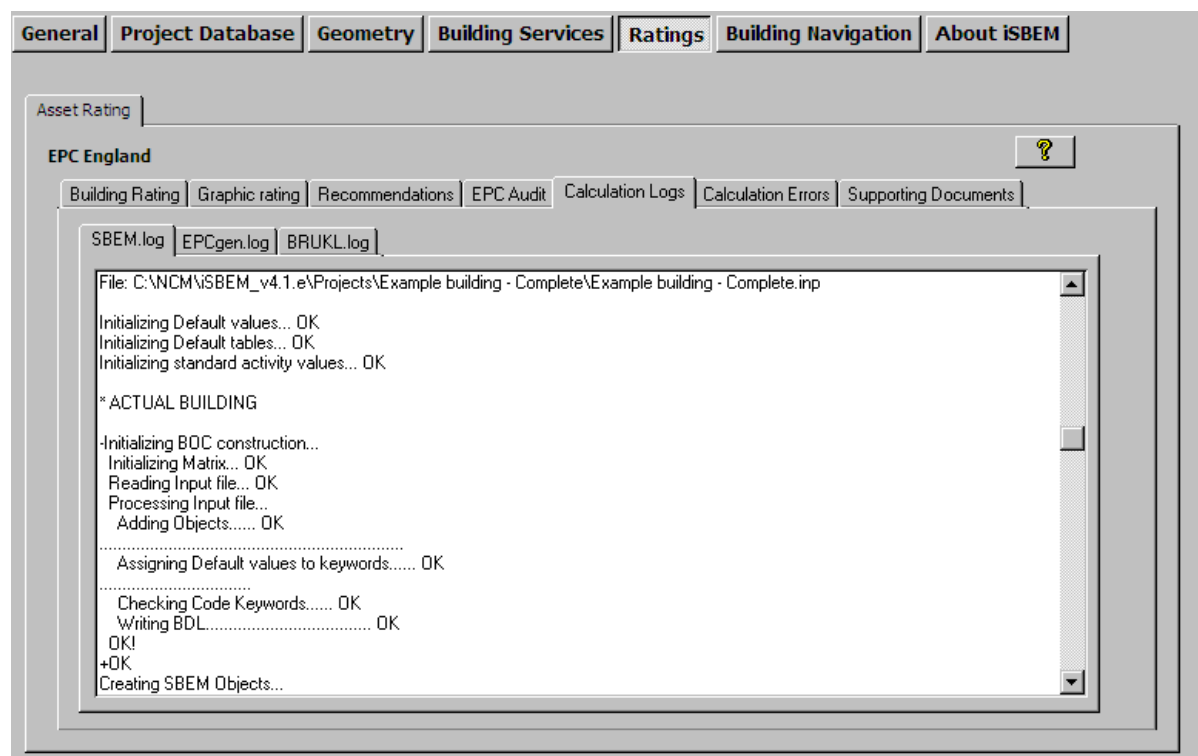 General Project Database Geometry Building Services Ratings Building Navigation About iSBEM
Asset Rating
EPC England
?
Building Rating Graphic rating Recommendations EPC Audit Calculation Logs Calculation Errors Supporting Documents
SBEM.log EPCgen.log BRUKL.log
File: C:\NCM\iSBEM_v4.1.e\Projects\Example building - Complete\Example building - Complete.inp
Initializing Default values... OK
Initializing Default tables... OK
Initializing standard activity values... OK
* ACTUAL BUILDING
-Initializing BOC construction...
Initializing Matrix... OK
Reading Input file... OK
Processing Input file...
Adding Objects...... OK
....................................................................
Assigning Default values to keywords...... OK
..................................
Checking Code Keywords...... OK
Writing BDL..................................... OK
OK!
+OK
Creating SBEM Objects...